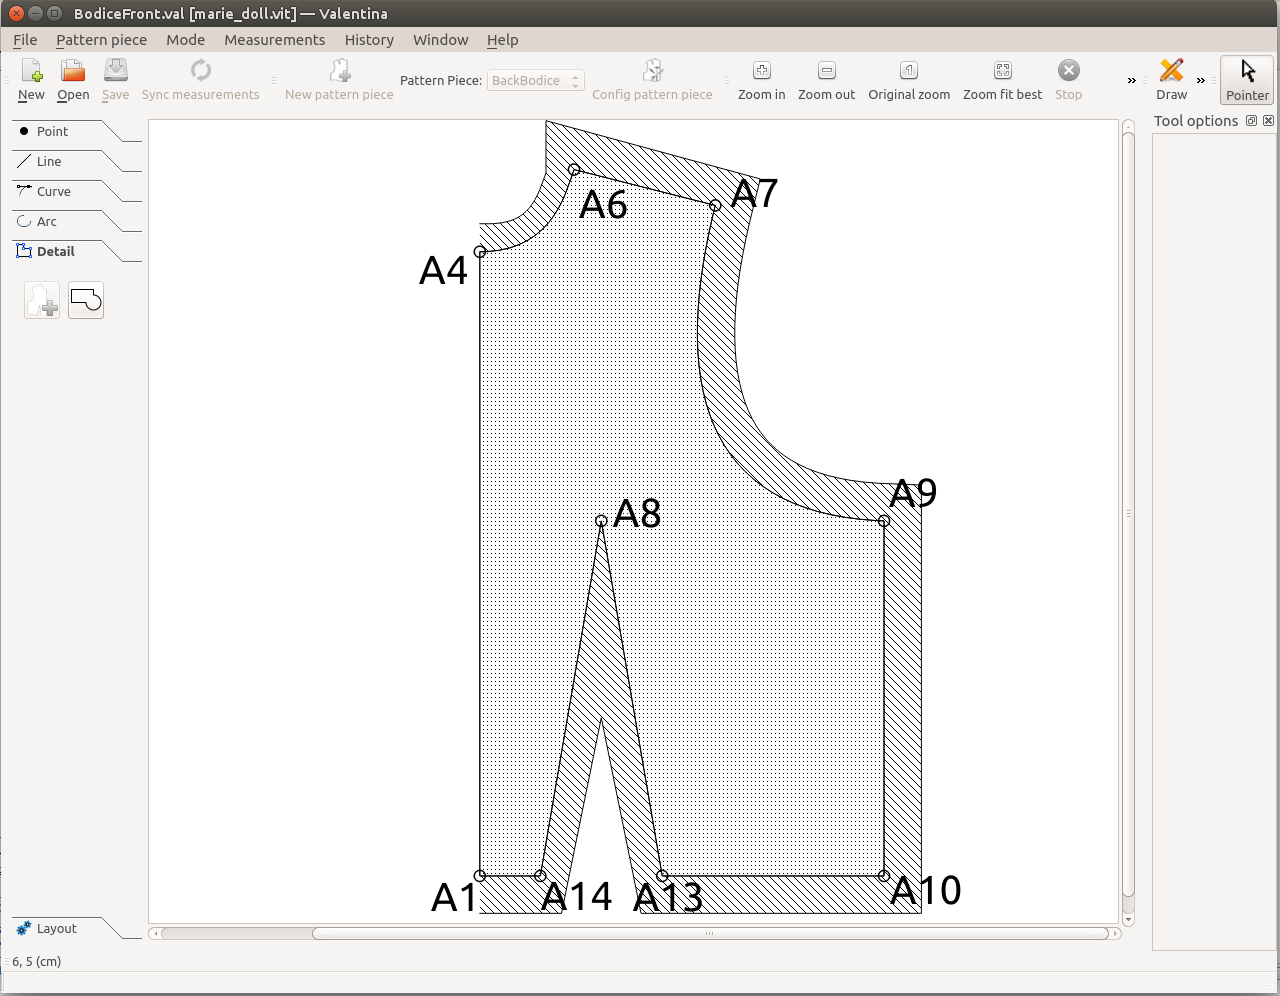 BodiceFront.val [marie_doll.vit] — Valentina
File Pattern piece Mode Measurements History Window Help
New Open Save Sync measurements New pattern piece Pattern Piece: BackBodice Config pattern piece Zoom in Zoom out Original zoom Zoom fit best Stop » Draw » Pointer
Tool options
Point
Line
Curve
Arc
Detail
A6
A7
A4
A9
A8
A1
A14
A13
A10
Layout
6, 5 (cm)